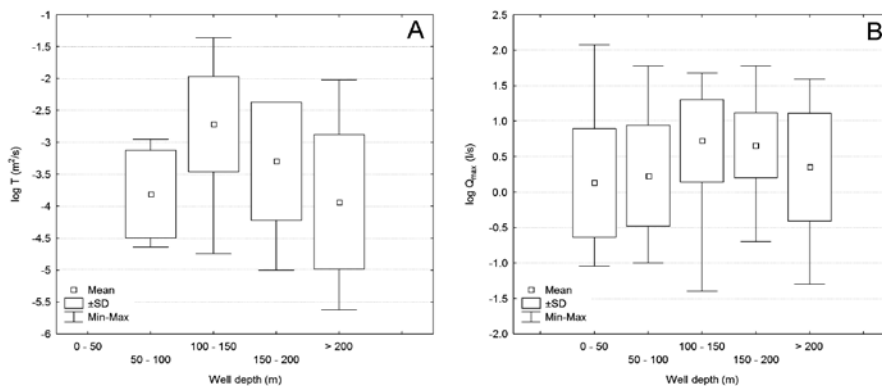 A
-1
-1.5
-2
-2.5
-3
-3.5
-4
-4.5
-5
-5.5
-6
log T (m²/s)
Mean
±SD
Min-Max
0 - 50 100 - 150 > 200
50 - 100 150 - 200
Well depth (m)
B
2.5
2.0
1.5
1.0
0.5
0.0
-0.5
-1.0
-1.5
-2.0
log Qmax (l/s)
Mean
±SD
Min-Max
0 - 50 100 - 150 > 200
50 - 100 150 - 200
Well depth (m)